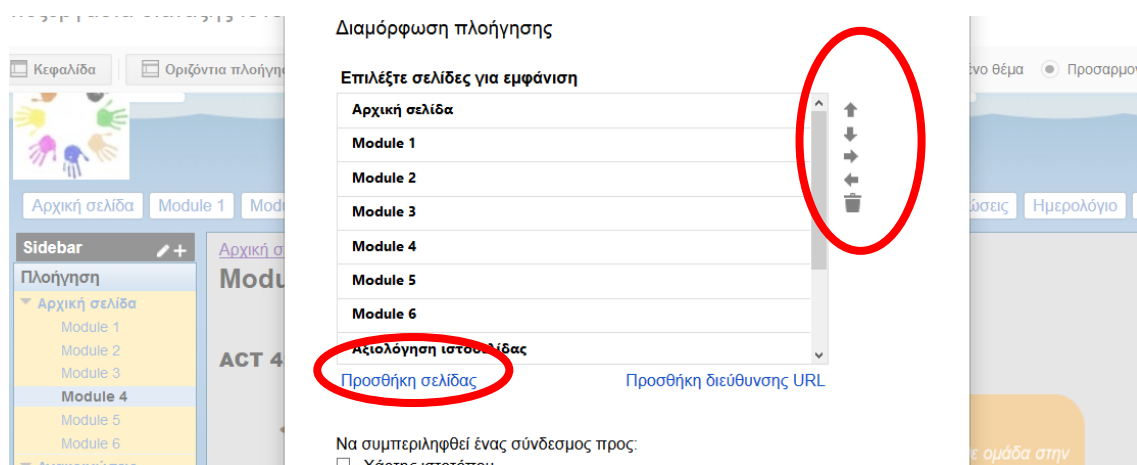 Διαμόρφωση πλοήγησης
Κεφαλίδα
Οριζόντια
Επιλέξτε σελίδες για εμφάνιση
θέμα
Αρχική σελίδα
Module 1
Module 2
Module 3
Module 4
Module 5
Module 6
Αξιολόγηση ιστοσελίδας
Προσθήκη σελίδας
Προσθήκη διεύθυνσης URL
Να συμπεριληφθεί ένας σύνδεσμος προς:
Αρχική σελίδα
Module 1
Ημερολόγιο
Sidebar
Πλοήγηση
Αρχική σελίδα
Module 1
Module 2
Module 3
Module 4
Module 5
Module 6
Αρχική
ACT 4
ομάδα στην